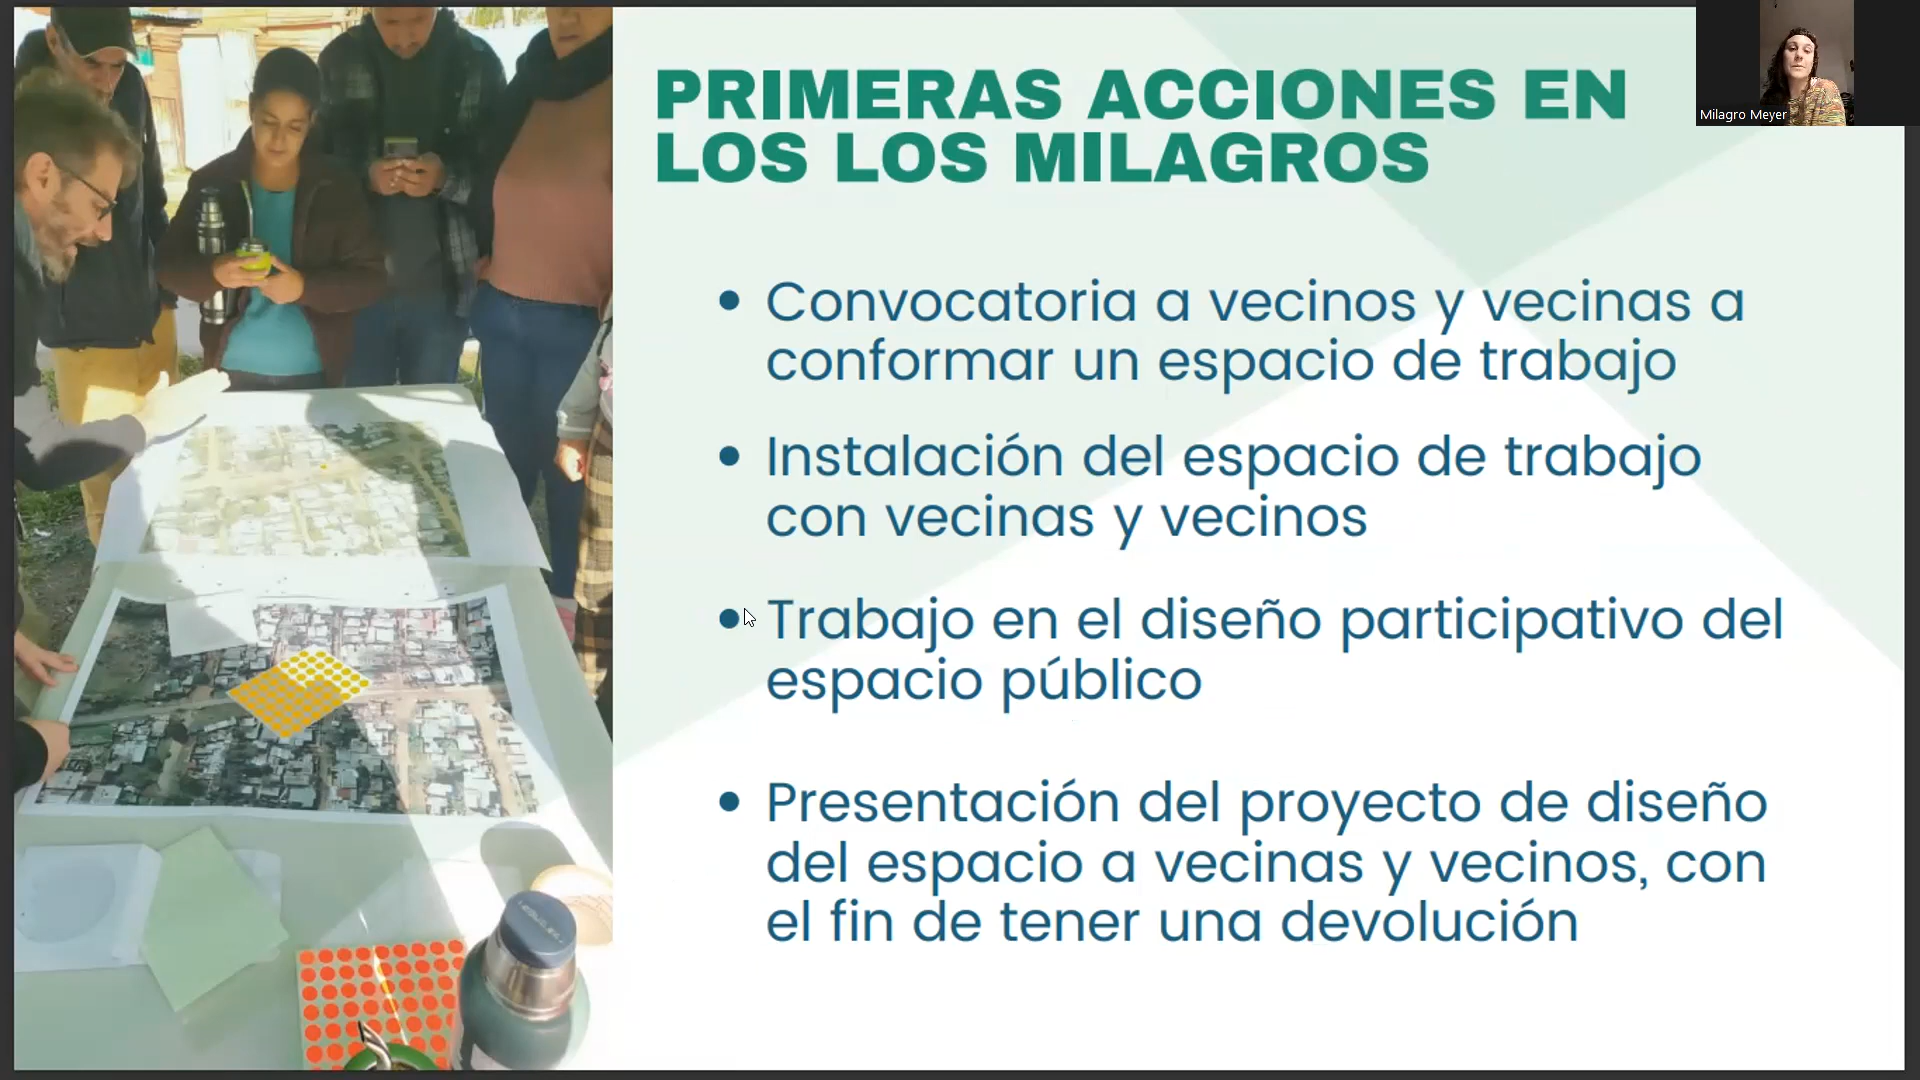 PRIMERAS ACCIONES EN
LOS LOS MILAGROS
Milagro Meyer
• Convocatoria a vecinos y vecinas a
conformar un espacio de trabajo
• Instalación del espacio de trabajo
con vecinas y vecinos
• Trabajo en el diseño participativo del
espacio público
• Presentación del proyecto de diseño
del espacio a vecinas y vecinos, con
el fin de tener una devolución